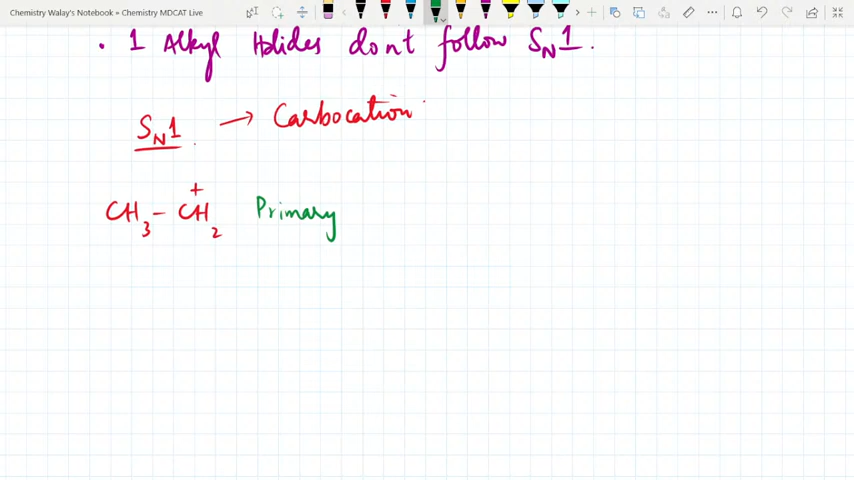 Chemistry Walay's Notebook » Chemistry MDCAT Live
. 1 Alkyl Halides dont follow SN1.
SN1 → Carbocation
CH3 - CH2+ Primary